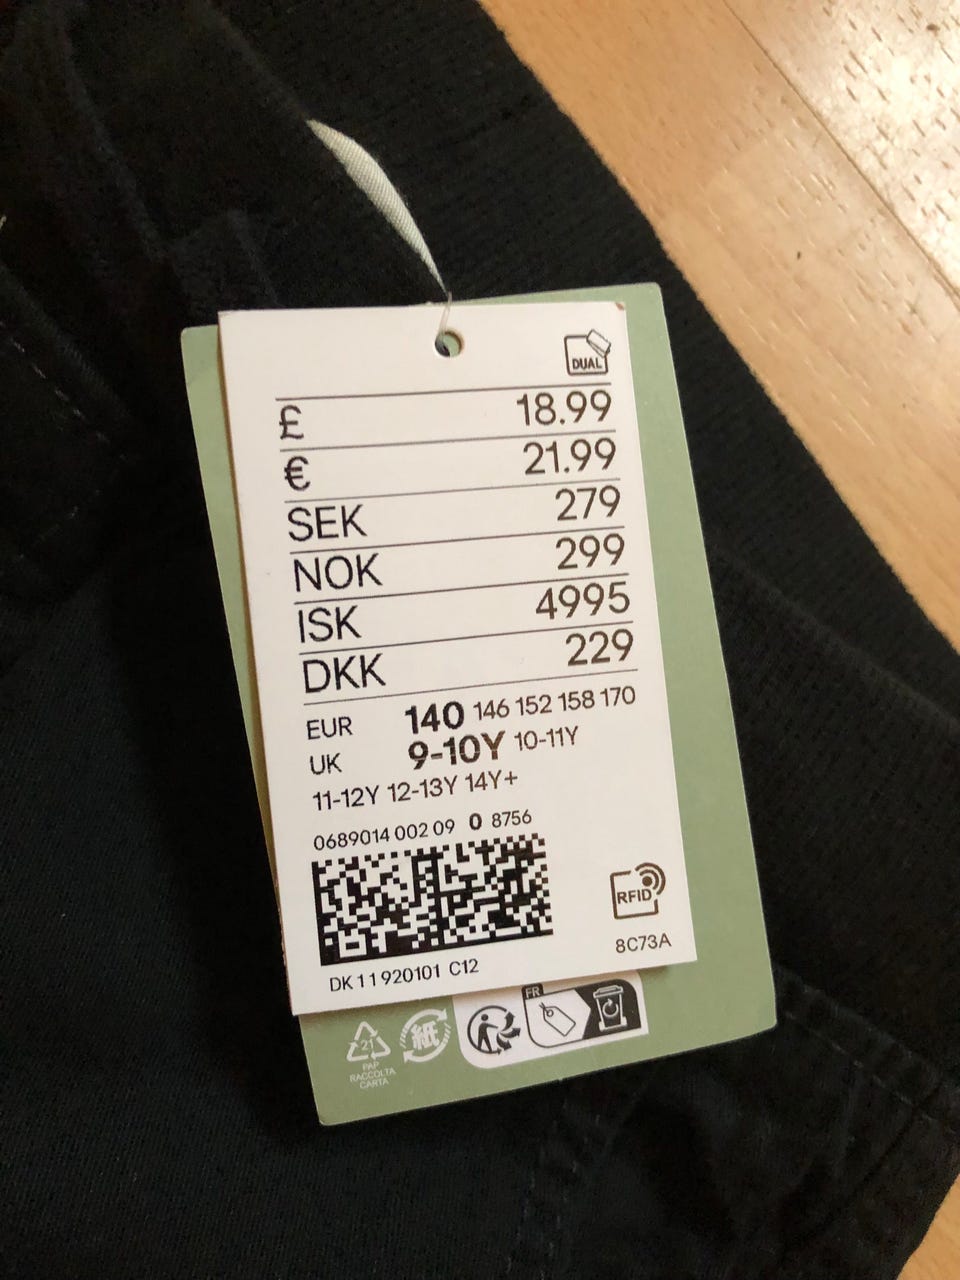 DUAL
£ 18.99
€ 21.99
SEK 279
NOK 299
ISK 4995
DKK 229
EUR 140 146 152 158 170
UK 9-10Y 10-11Y
11-12Y 12-13Y 14Y+
0689014 002 09 0 8756
RFID
8C73A
DK 11920101 C12
FR
21
PAP
紙
RACCOLTA
CARTA